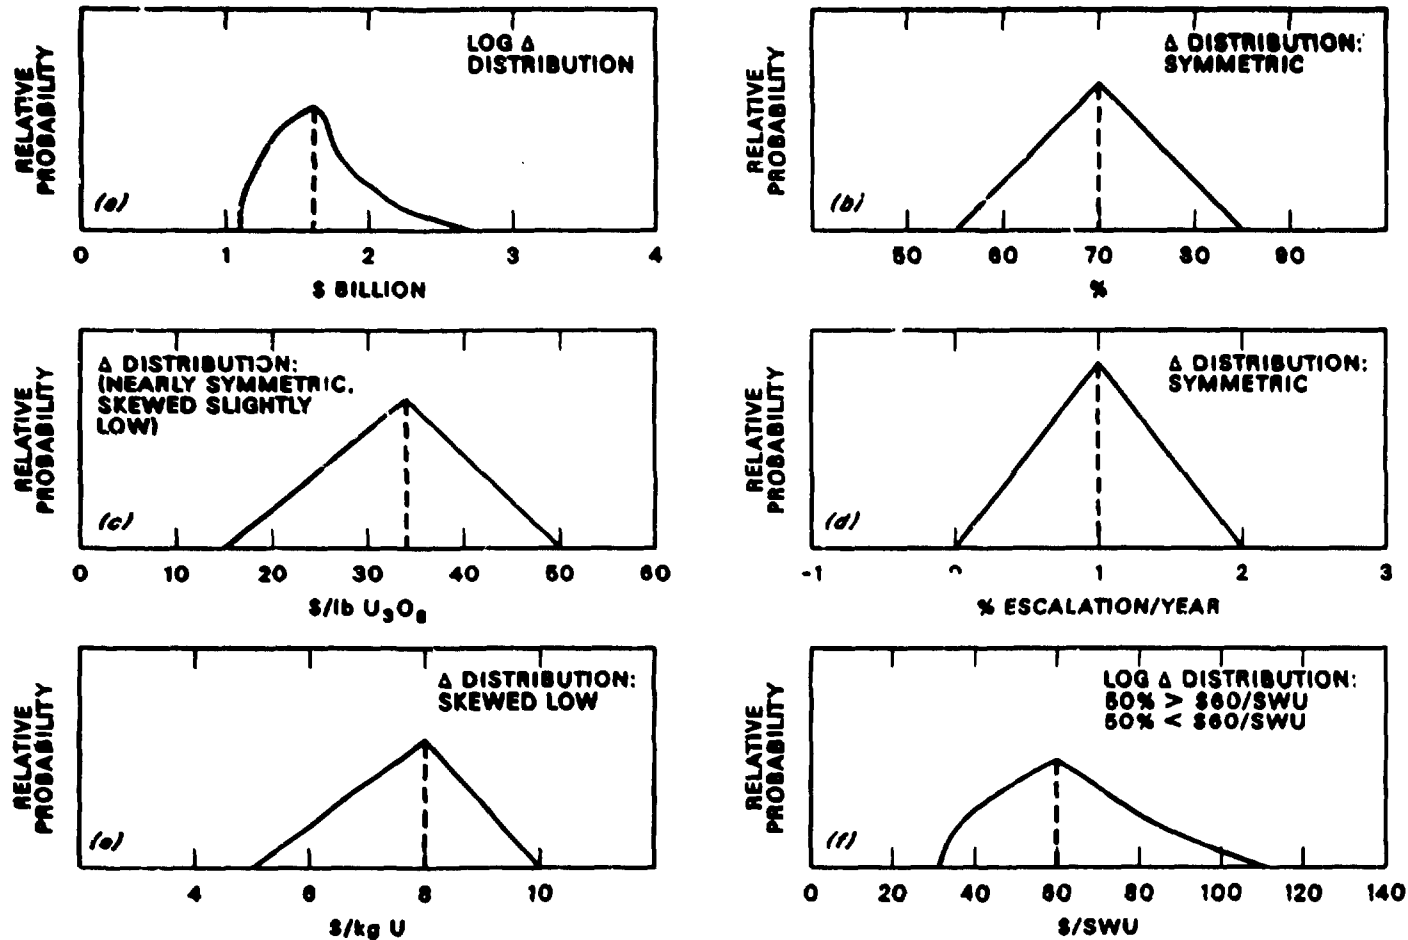 RELATIVE
PROBABILITY
LOG Δ
DISTRIBUTION
(a)
0 1 2 3 4
$ BILLION
RELATIVE
PROBABILITY
Δ DISTRIBUTION:
SYMMETRIC
(b)
50 60 70 80 90
%
RELATIVE
PROBABILITY
Δ DISTRIBUTION:
(NEARLY SYMMETRIC,
SKEWED SLIGHTLY
LOW)
(c)
0 10 20 30 40 50 60
$/lb U₃O₈
RELATIVE
PROBABILITY
Δ DISTRIBUTION:
SYMMETRIC
(d)
-1 0 1 2 3
% ESCALATION/YEAR
RELATIVE
PROBABILITY
Δ DISTRIBUTION:
SKEWED LOW
(e)
4 6 8 10
$/kg U
RELATIVE
PROBABILITY
LOG Δ DISTRIBUTION:
50% > $60/SWU
50% < $60/SWU
(f)
0 20 40 60 80 100 120 140
$/SWU